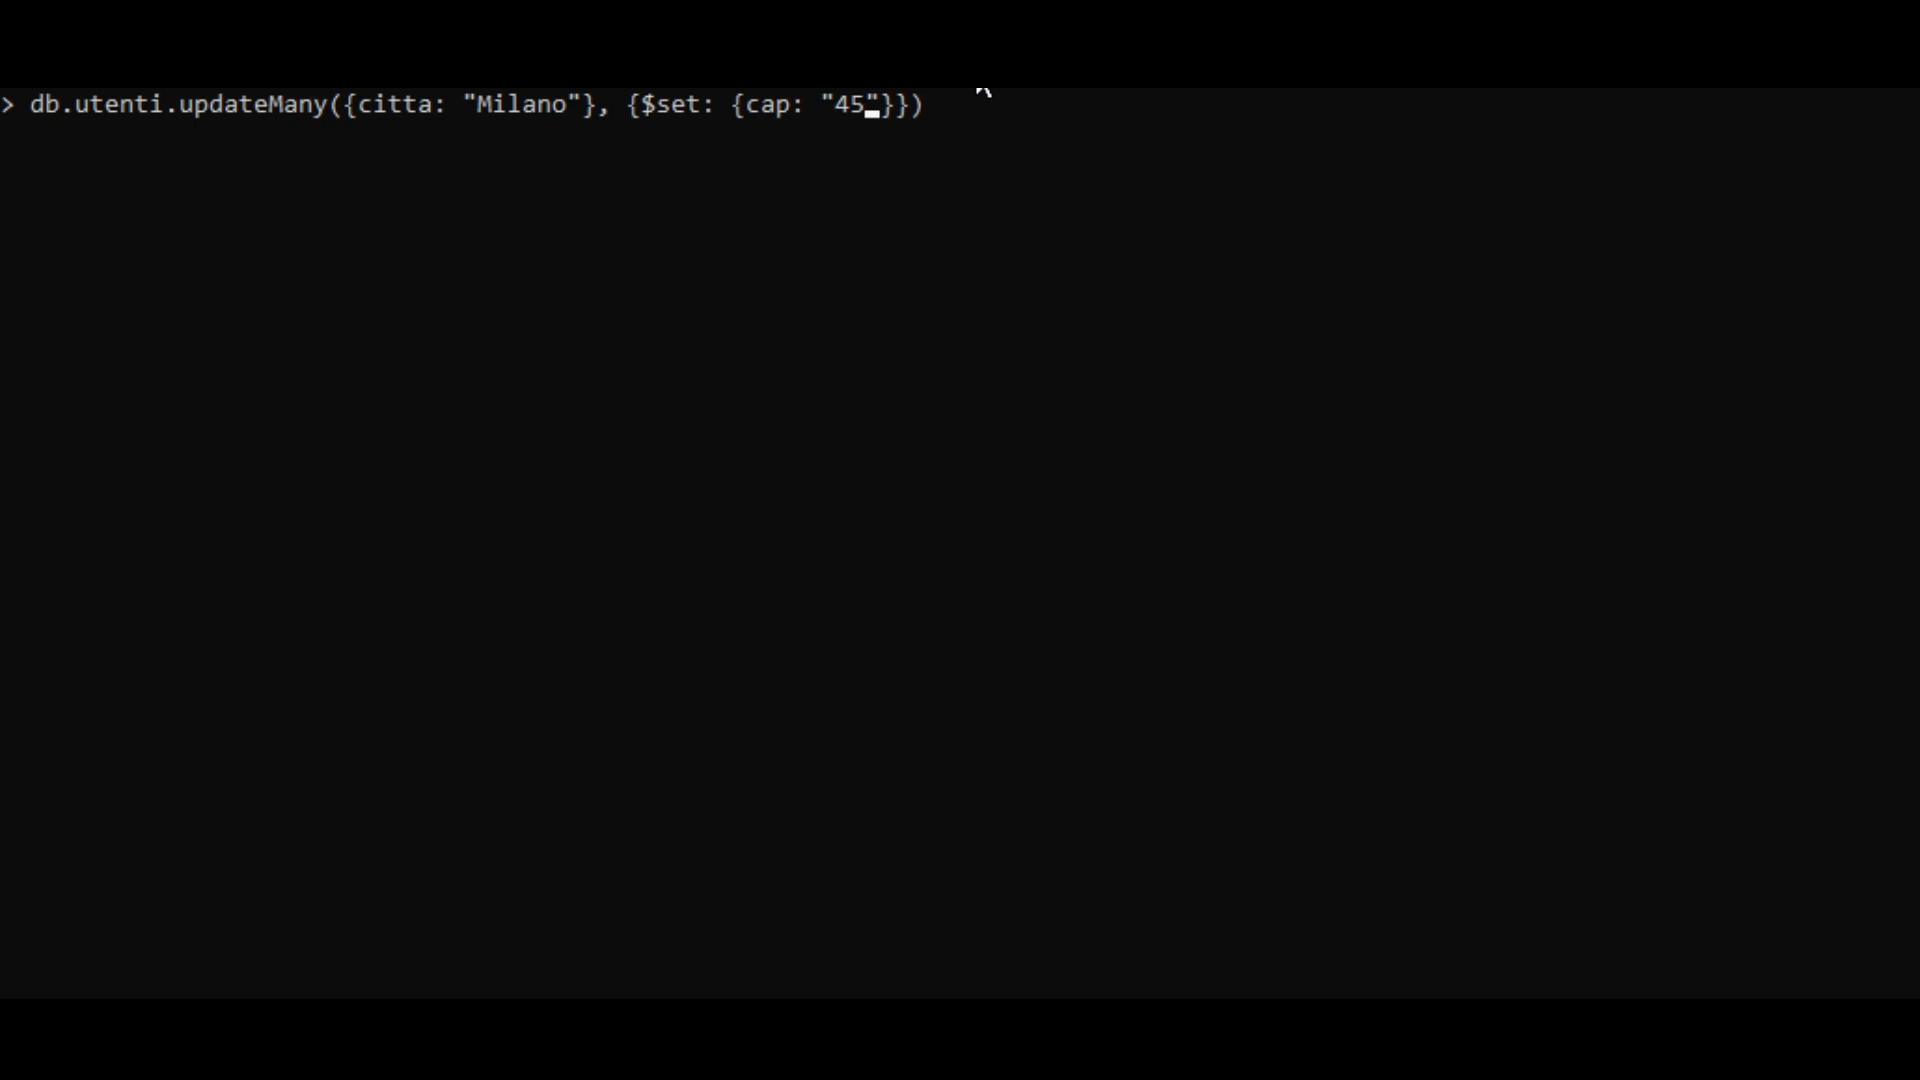 > db.utenti.updateMany({citta: "Milano"}, {$set: {cap: "45"}})